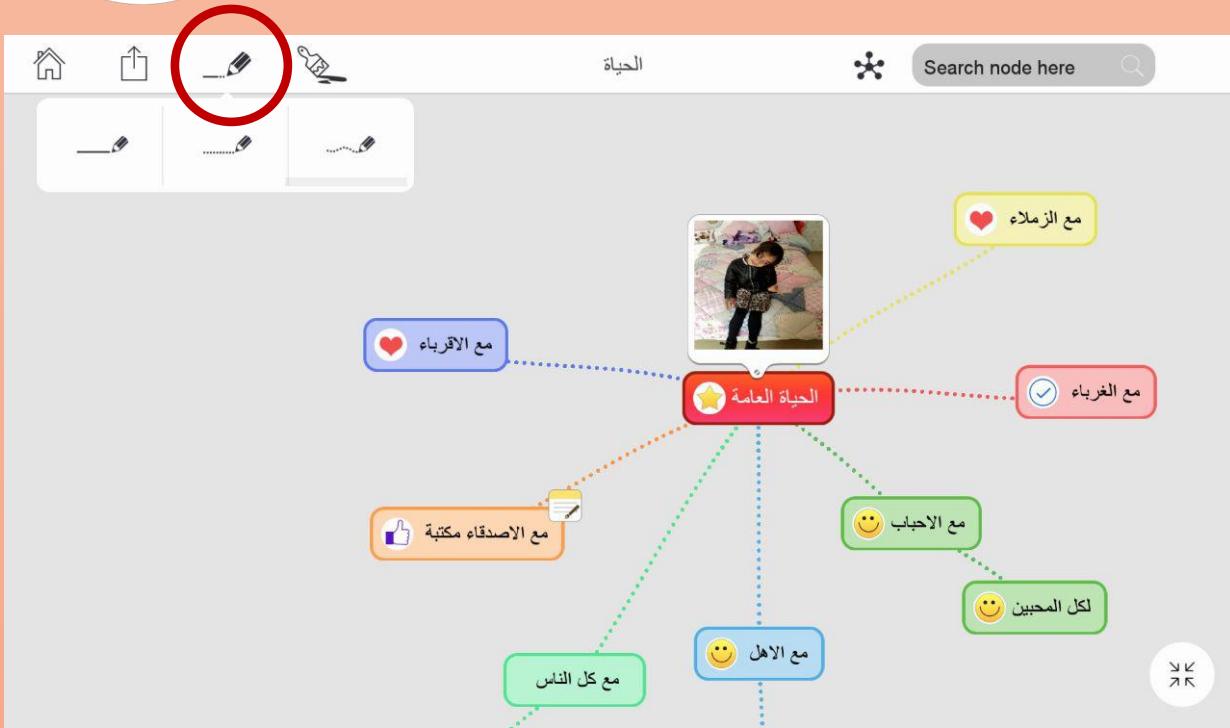 الحياة
Search node here
مع الزملاء
مع الاقرباء
الحياة العامة
مع الغرباء
مع الاصدقاء مكتبة
مع الاحباب
لكل المحبين
مع الاهل
مع كل الناس